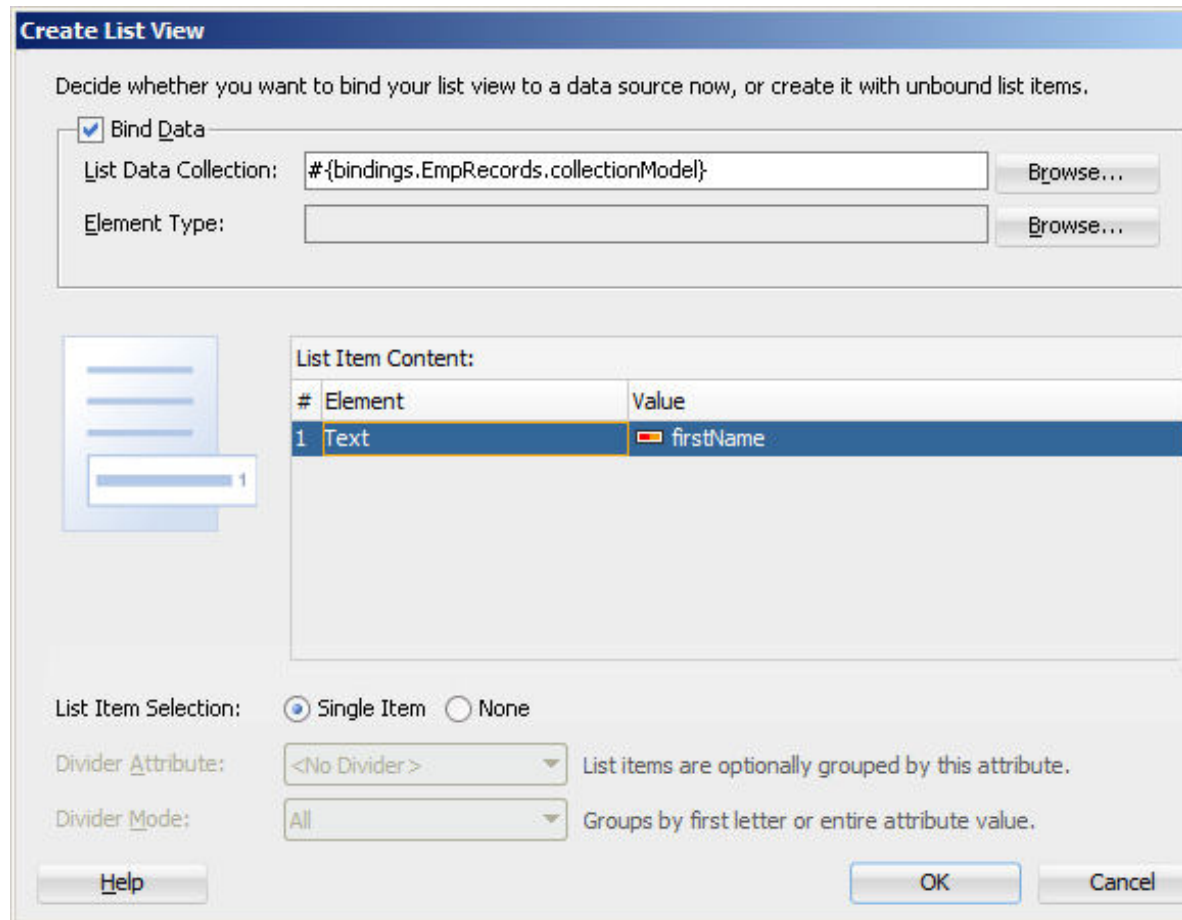 Create List View
Decide whether you want to bind your list view to a data source now, or create it with unbound list items.
Bind Data
List Data Collection: #{bindings.EmpRecords.collectionModel} Browse...
Element Type: Browse...
List Item Content:
# Element Value
1 Text firstName
1
List Item Selection: Single Item None
Divider Attribute: <No Divider> List items are optionally grouped by this attribute.
Divider Mode: All Groups by first letter or entire attribute value.
Help OK Cancel